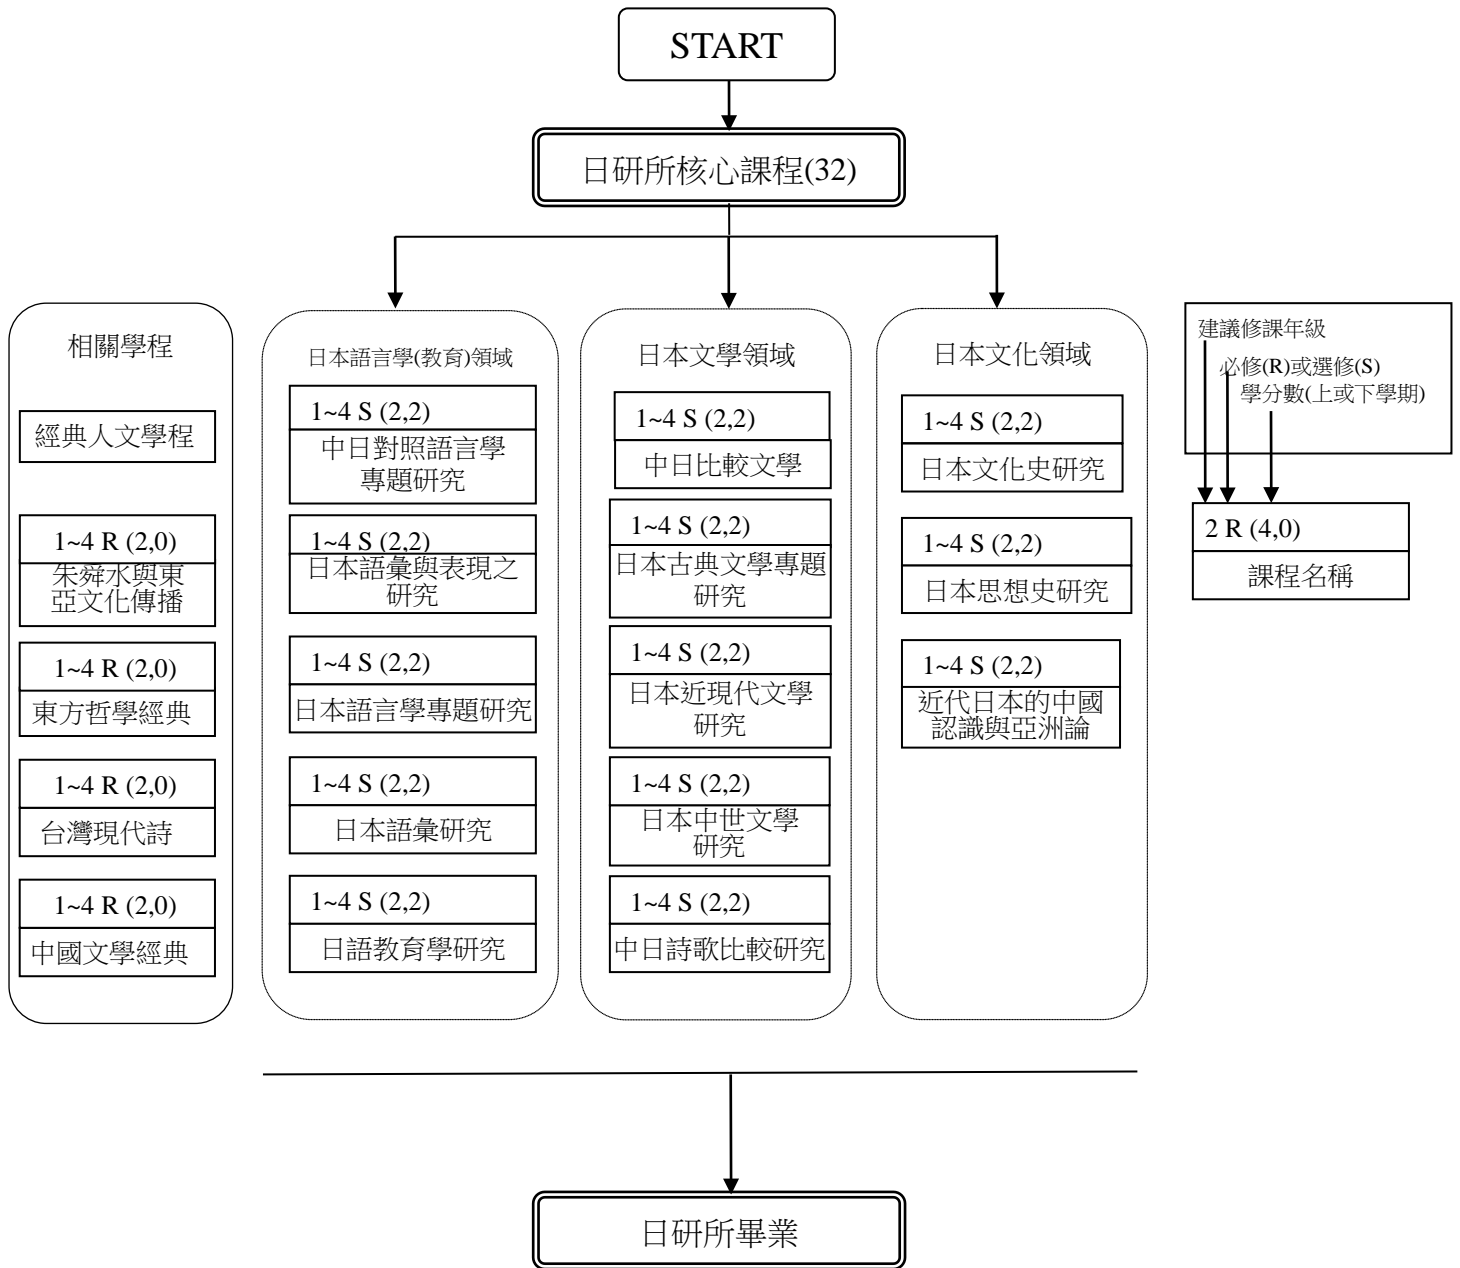 START
日研所核心課程(32)
相關學程
經典人文學程
1~4 R (2,0)
朱舜水與東
亞文化傳播
1~4 R (2,0)
東方哲學經典
1~4 R (2,0)
台灣現代詩
1~4 R (2,0)
中國文學經典
日本語言學(教育)領域
1~4 S (2,2)
中日對照語言學
專題研究
1~4 S (2,2)
日本語彙與表現之
研究
1~4 S (2,2)
日本語言學專題研究
1~4 S (2,2)
日本語彙研究
1~4 S (2,2)
日語教育學研究
日本文學領域
1~4 S (2,2)
中日比較文學
1~4 S (2,2)
日本古典文學專題
研究
1~4 S (2,2)
日本近現代文學
研究
1~4 S (2,2)
日本中世文學
研究
1~4 S (2,2)
中日詩歌比較研究
日本文化領域
1~4 S (2,2)
日本文化史研究
1~4 S (2,2)
日本思想史研究
1~4 S (2,2)
近代日本的中國
認識與亞洲論
建議修課年級
必修(R)或選修(S)
學分數(上或下學期)
2 R (4,0)
課程名稱
日研所畢業